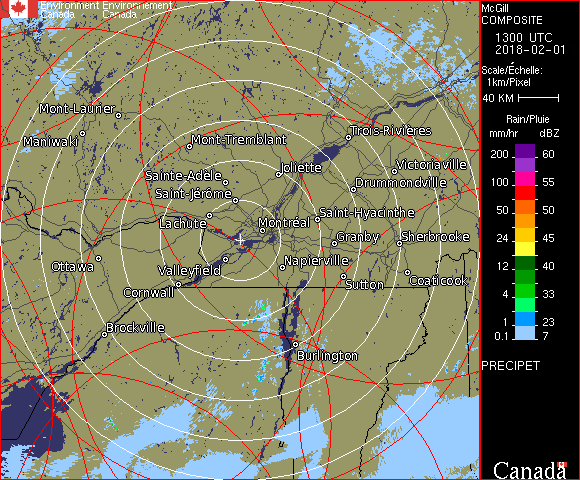 Environment Environnement
Canada Canada
McGill
COMPOSITE
1300 UTC
2018-02-01
Scale/Échelle:
1km/Pixel
40 KM
Rain/Pluie
mm/hr dBZ
200 60
100 55
50 50
24 45
12 40
4 33
1 23
0.1 7
PRECIPET
Canada
Mont-Laurier
Maniwaki
Mont-Tremblant
Trois-Rivières
Joliette
Victoriaville
Sainte-Adèle
Drummondville
Saint-Jérôme
Saint-Hyacinthe
Lachute
Montréal
Granby
Sherbrooke
Ottawa
Valleyfield
Napierville
Cornwall
Sutton
Coaticook
Brockville
Burlington